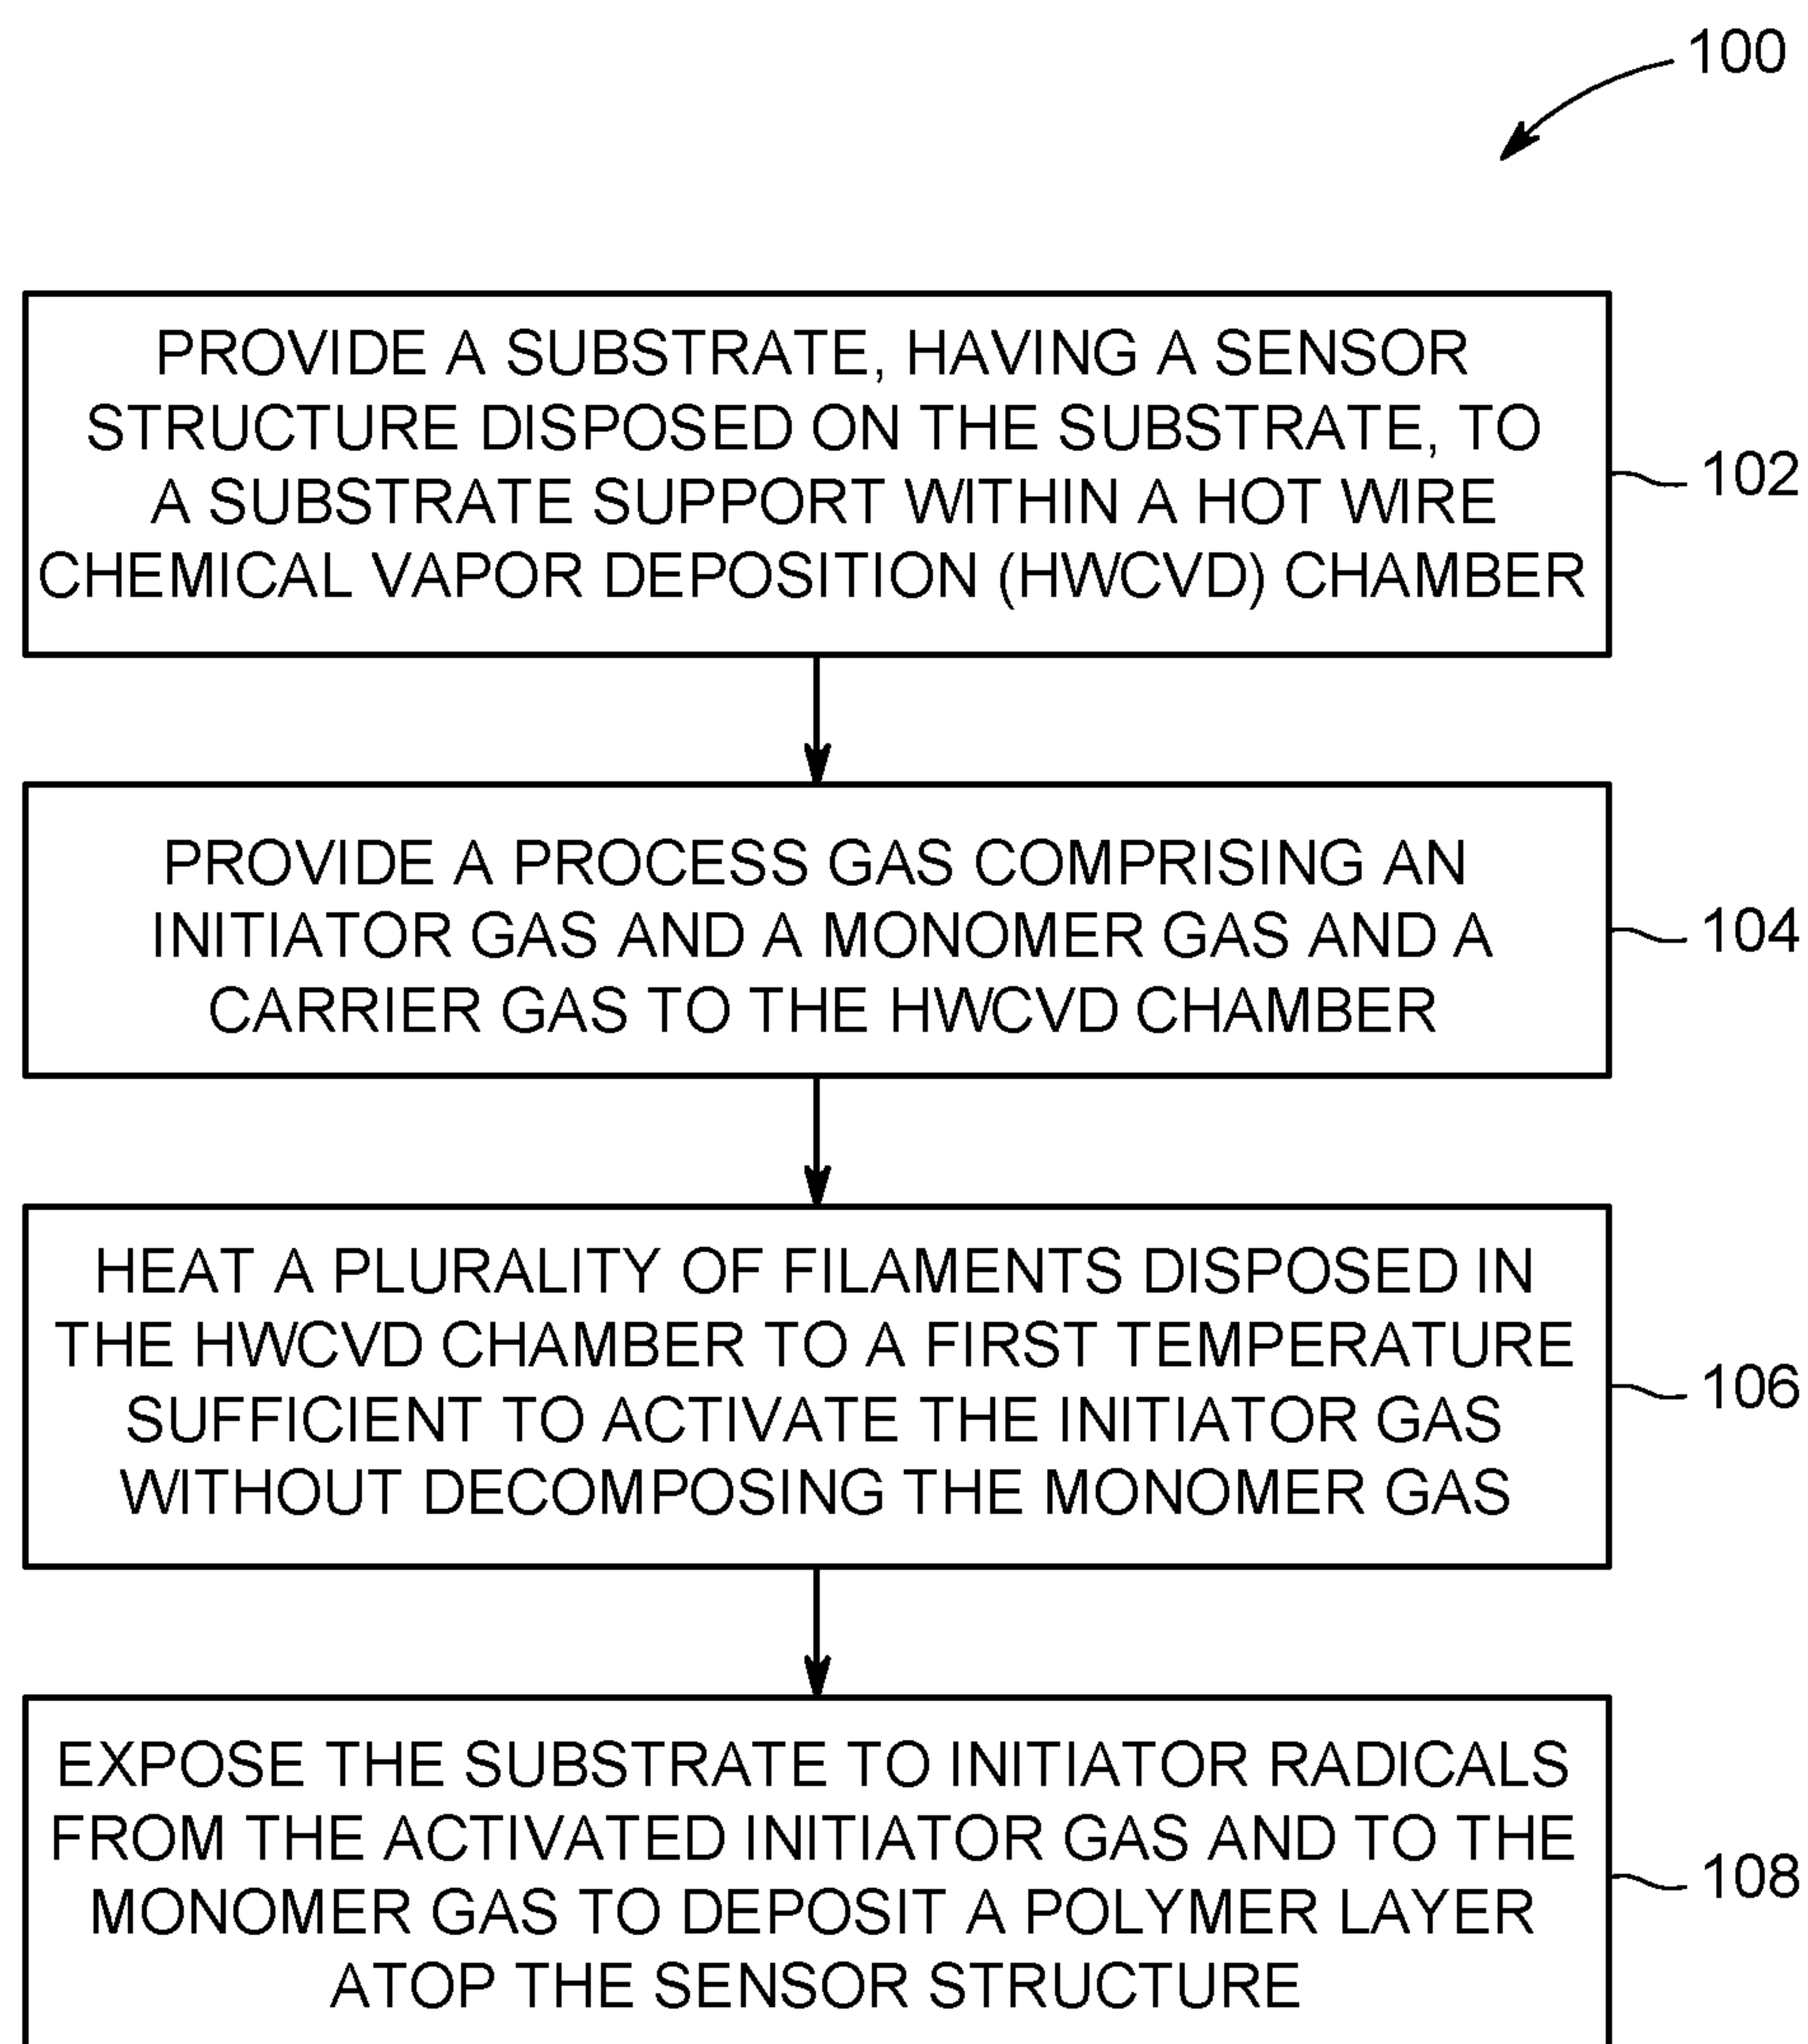 100
PROVIDE A SUBSTRATE, HAVING A SENSOR
STRUCTURE DISPOSED ON THE SUBSTRATE, TO
A SUBSTRATE SUPPORT WITHIN A HOT WIRE
CHEMICAL VAPOR DEPOSITION (HWCVD) CHAMBER
102
PROVIDE A PROCESS GAS COMPRISING AN
INITIATOR GAS AND A MONOMER GAS AND A
CARRIER GAS TO THE HWCVD CHAMBER
104
HEAT A PLURALITY OF FILAMENTS DISPOSED IN
THE HWCVD CHAMBER TO A FIRST TEMPERATURE
SUFFICIENT TO ACTIVATE THE INITIATOR GAS
WITHOUT DECOMPOSING THE MONOMER GAS
106
EXPOSE THE SUBSTRATE TO INITIATOR RADICALS
FROM THE ACTIVATED INITIATOR GAS AND TO THE
MONOMER GAS TO DEPOSIT A POLYMER LAYER
ATOP THE SENSOR STRUCTURE
108